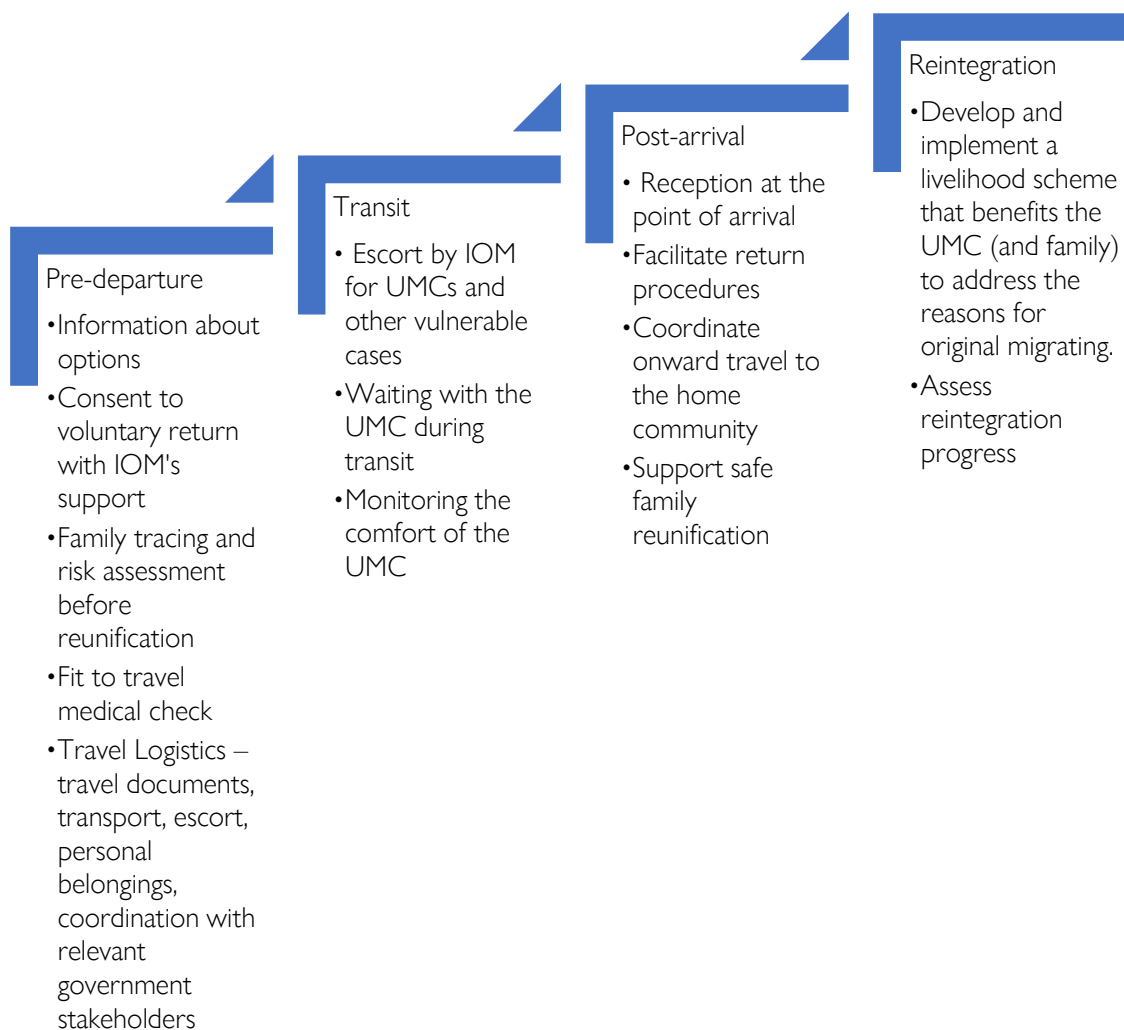 Pre-departure
•Information about
options
•Consent to
voluntary return
with IOM's
support
•Family tracing and
risk assessment
before
reunification
•Fit to travel
medical check
•Travel Logistics –
travel documents,
transport, escort,
personal
belongings,
coordination with
relevant
government
stakeholders
Transit
• Escort by IOM
for UMCs and
other vulnerable
cases
•Waiting with the
UMC during
transit
•Monitoring the
comfort of the
UMC
Post-arrival
• Reception at the
point of arrival
•Facilitate return
procedures
•Coordinate
onward travel to
the home
community
•Support safe
family
reunification
Reintegration
•Develop and
implement a
livelihood scheme
that benefits the
UMC (and family)
to address the
reasons for
original migrating.
•Assess
reintegration
progress